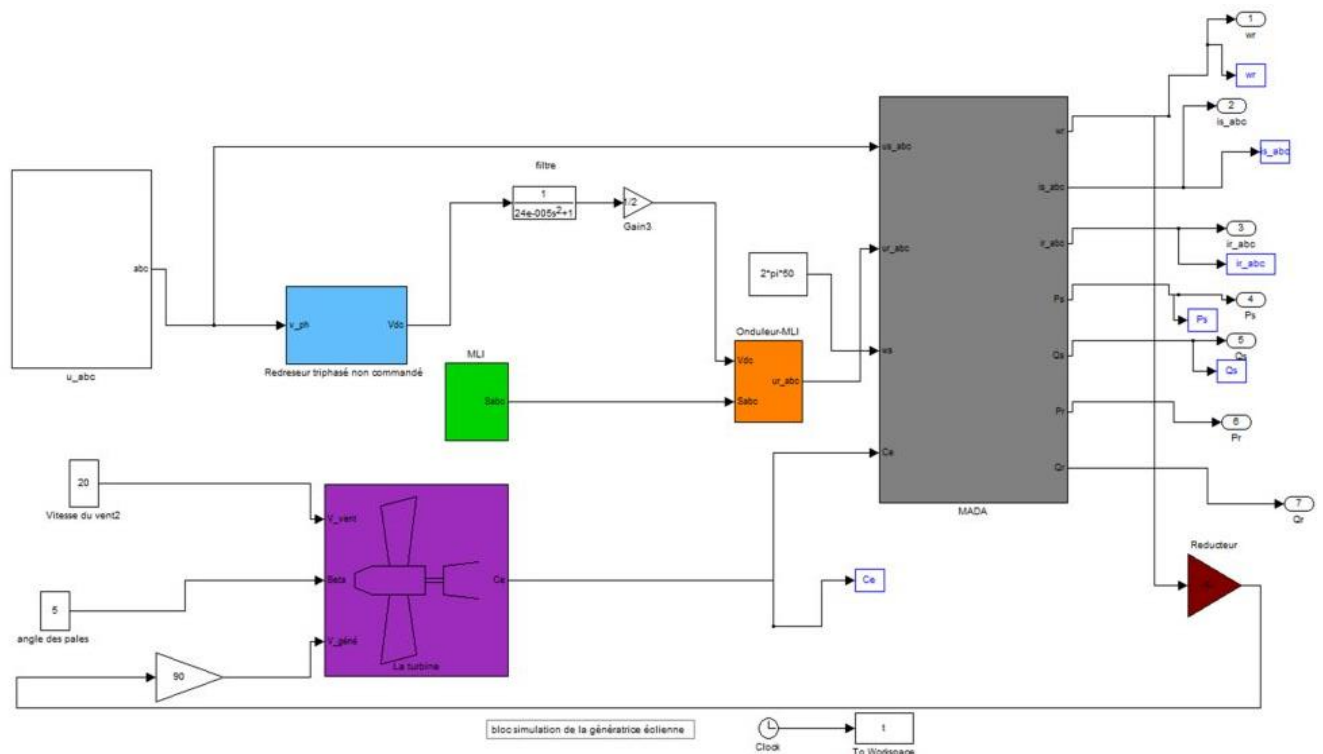 1
wr
wr
2
is_abc
is_abc
wr
us_abc
is_abc
filtre
1
24e-005s²+1
1/2
Gain3
abc
u_abc
v_ph
Vdc
Redreseur triphasé non commandé
2*pi*50
ur_abc
ir_abc
3
ir_abc
ir_abc
Ps
4
Ps
Ps
Onduleur-MLI
Vdc
ur_abc
Sabc
ws
Qs
5
Qs
Qs
MLI
Sabc
Pr
6
Pr
Ce
Qr
7
Qr
MADA
20
Vitesse du vent2
V_vent
Beta
Ce
V_géné
La turbine
5
angle des pales
90
Ce
Reducteur
bloc simulation de la génératrice éolienne
Clock
t
To Workspace